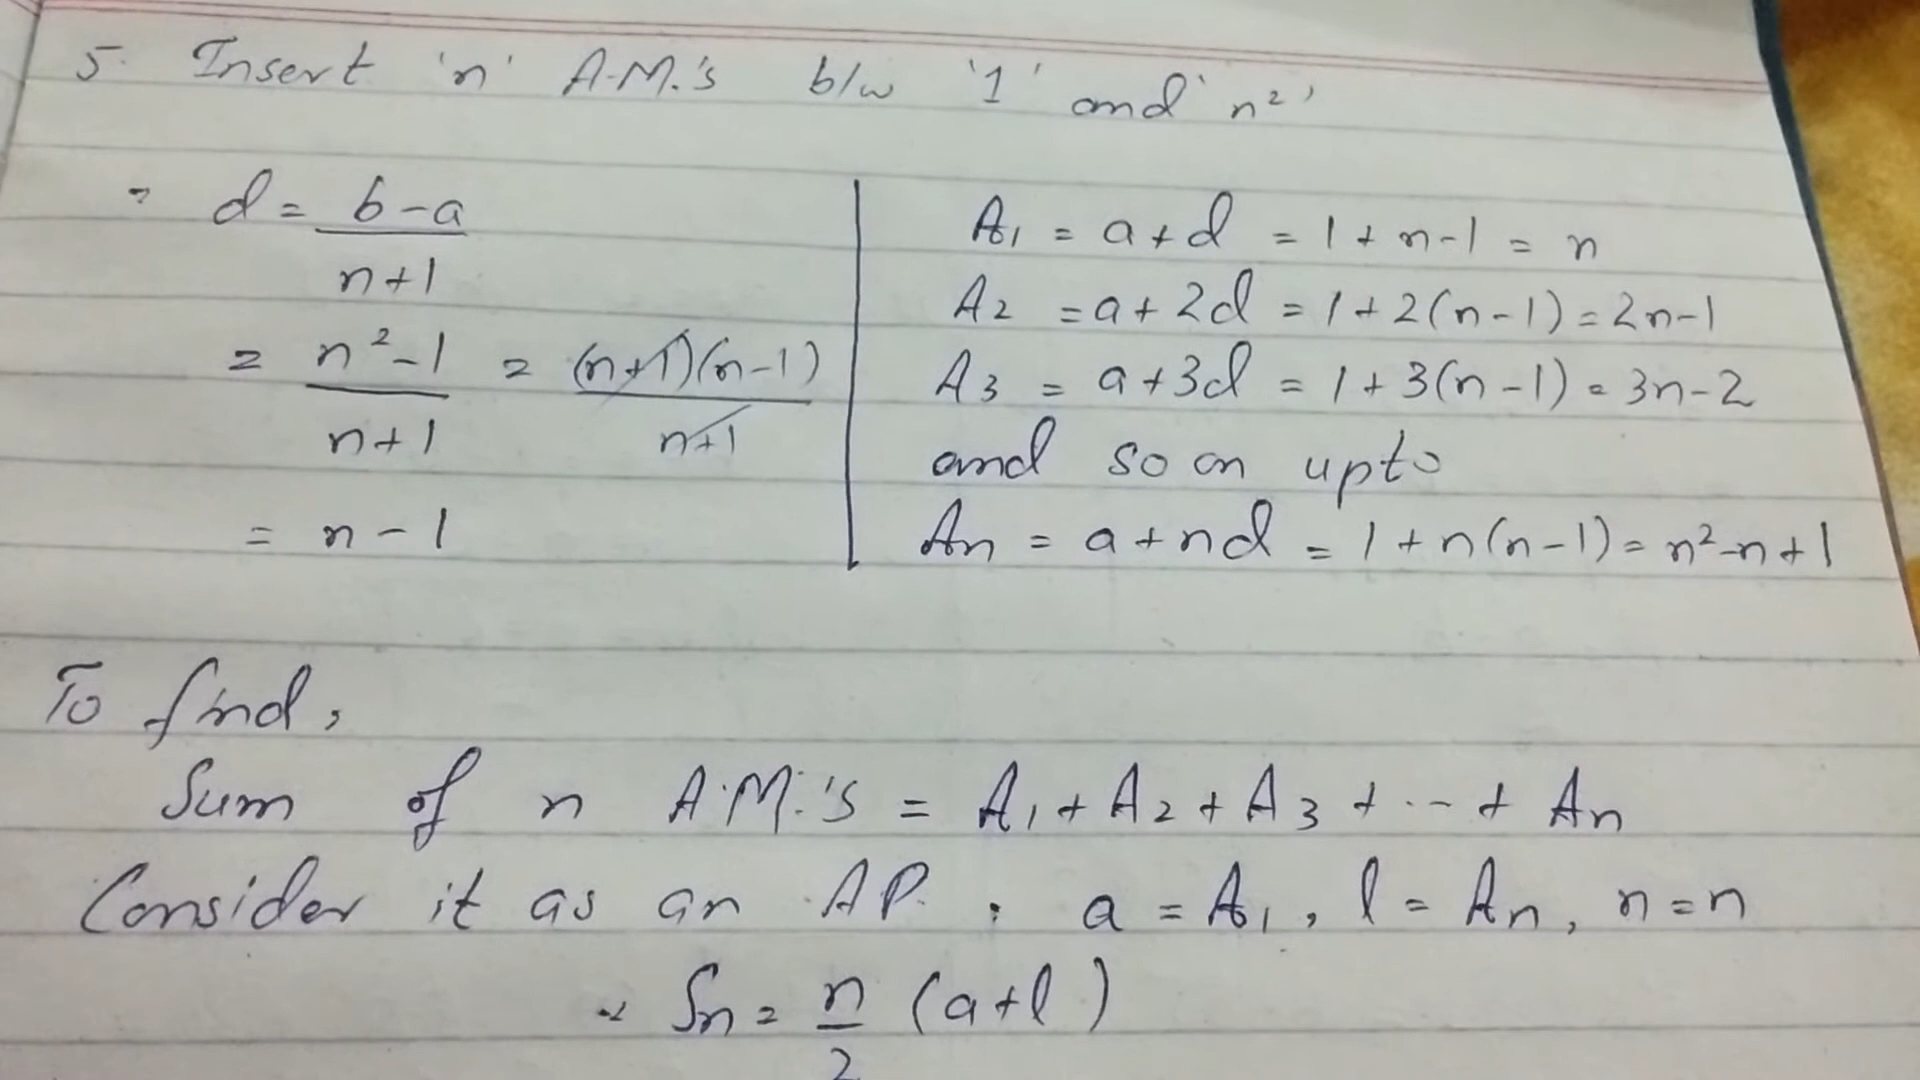 5. Insert 'n' A.M.'s b/w '1' and 'n²'
= d = b-a
n+1
= n²-1 = (n+1)(n-1)
n+1 n+1
= n-1
A₁ = a+d = 1+n-1 = n
A₂ = a+2d = 1+2(n-1) = 2n-1
A₃ = a+3d = 1+3(n-1) = 3n-2
and so on upto
An = a+nd = 1+n(n-1) = n²-n+1
To find,
Sum of n A.M.'s = A₁+A₂+A₃+...+An
Consider it as an AP. : a = A₁, l = An, n=n
∴ Sn = n (a+l)
2